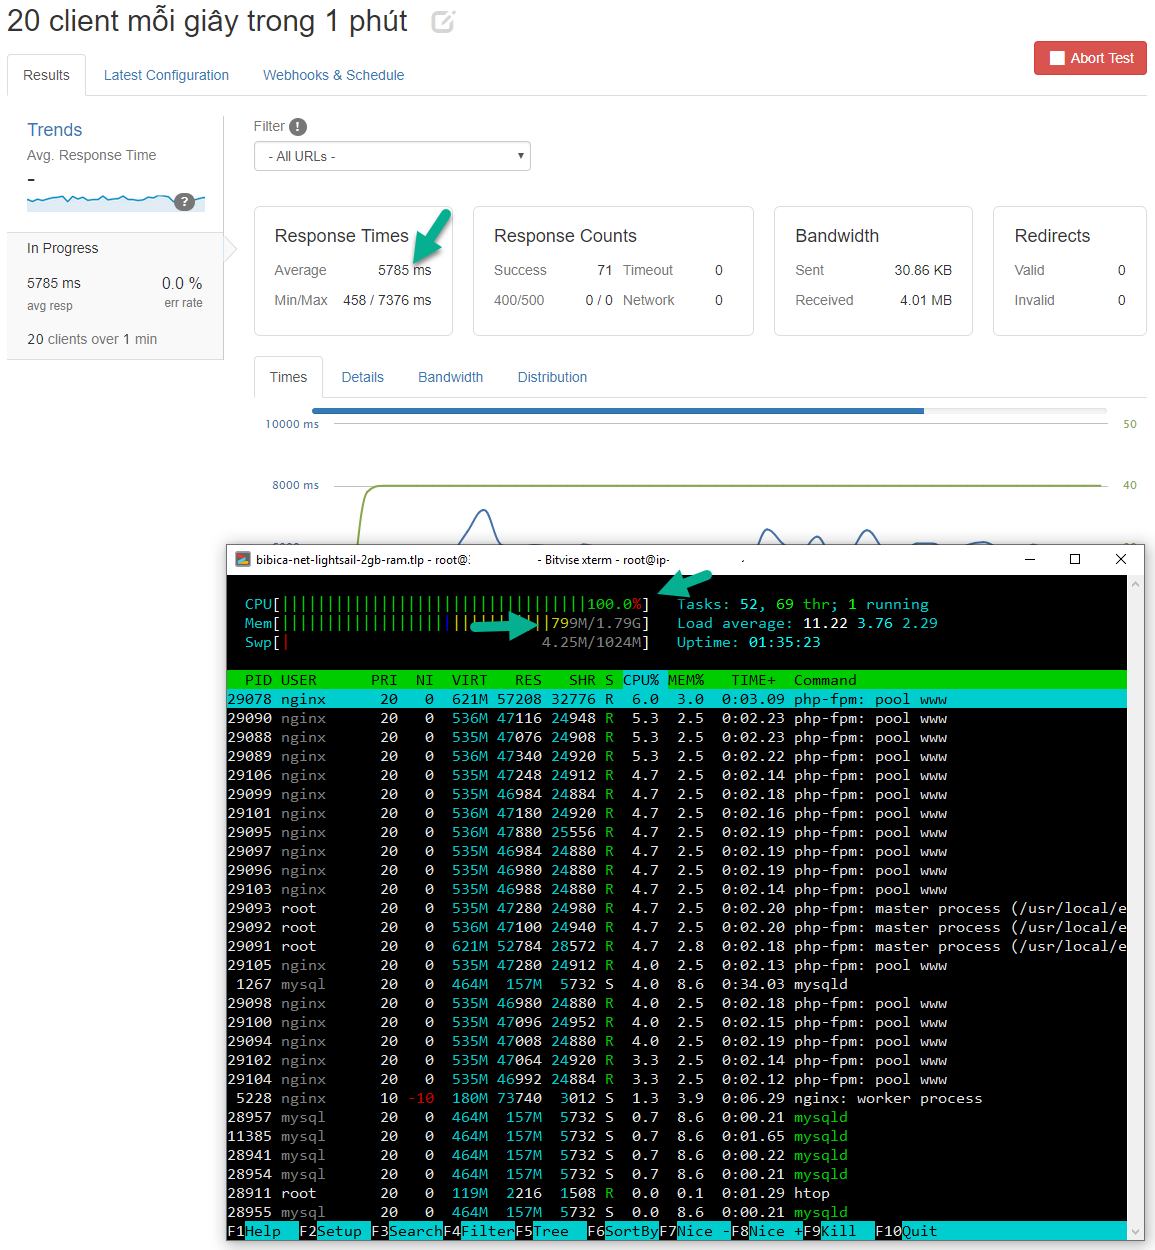 20 client mỗi giây trong 1 phút
Abort Test
Results Latest Configuration Webhooks & Schedule
Trends
Avg. Response Time
-
?
In Progress
5785 ms 0.0 %
avg resp err rate
20 clients over 1 min
Filter !
- All URLs -
Response Times
Average 5785 ms
Min/Max 458 / 7376 ms
Response Counts
Success 71 Timeout 0
400/500 0 / 0 Network 0
Bandwidth
Sent 30.86 KB
Received 4.01 MB
Redirects
Valid 0
Invalid 0
Times Details Bandwidth Distribution
10000 ms 50
8000 ms 40
bibica-net-lightsail-2gb-ram.tlp - root@ - Bitvise xterm - root@ip-
CPU[||||||||||||||||||||||||||||||||||100.0%] Tasks: 52, 69 thr; 1 running
Mem[||||||||||||||||||||||||||||||799M/1.79G] Load average: 11.22 3.76 2.29
Swp[| 4.25M/1024M] Uptime: 01:35:23
PID USER PRI NI VIRT RES SHR S CPU% MEM% TIME+ Command
29078 nginx 20 0 621M 57208 32776 R 6.0 3.0 0:03.09 php-fpm: pool www
29090 nginx 20 0 536M 47116 24948 R 5.3 2.5 0:02.23 php-fpm: pool www
29088 nginx 20 0 535M 47076 24908 R 5.3 2.5 0:02.23 php-fpm: pool www
29089 nginx 20 0 536M 47340 24920 R 5.3 2.5 0:02.22 php-fpm: pool www
29106 nginx 20 0 535M 47248 24912 R 4.7 2.5 0:02.14 php-fpm: pool www
29099 nginx 20 0 535M 46984 24884 R 4.7 2.5 0:02.18 php-fpm: pool www
29101 nginx 20 0 536M 47180 24920 R 4.7 2.5 0:02.16 php-fpm: pool www
29095 nginx 20 0 536M 47880 25556 R 4.7 2.5 0:02.19 php-fpm: pool www
29097 nginx 20 0 535M 46984 24880 R 4.7 2.5 0:02.19 php-fpm: pool www
29096 nginx 20 0 536M 46980 24880 R 4.7 2.5 0:02.19 php-fpm: pool www
29103 nginx 20 0 535M 46988 24880 R 4.7 2.5 0:02.14 php-fpm: pool www
29093 root 20 0 535M 47280 24980 R 4.7 2.5 0:02.20 php-fpm: master process (/usr/local/e
29092 root 20 0 536M 47100 24940 R 4.7 2.5 0:02.20 php-fpm: master process (/usr/local/e
29091 root 20 0 621M 52784 28572 R 4.7 2.8 0:02.18 php-fpm: master process (/usr/local/e
29105 nginx 20 0 535M 47280 24912 R 4.0 2.5 0:02.13 php-fpm: pool www
1267 mysql 20 0 464M 157M 5732 S 4.0 8.6 0:34.03 mysqld
29098 nginx 20 0 535M 46980 24880 R 4.0 2.5 0:02.18 php-fpm: pool www
29100 nginx 20 0 535M 47096 24952 R 4.0 2.5 0:02.15 php-fpm: pool www
29094 nginx 20 0 535M 47008 24880 R 4.0 2.5 0:02.19 php-fpm: pool www
29102 nginx 20 0 535M 47064 24920 R 3.3 2.5 0:02.14 php-fpm: pool www
29104 nginx 20 0 535M 46992 24884 R 3.3 2.5 0:02.12 php-fpm: pool www
5228 nginx 10 -10 180M 73740 3012 S 1.3 3.9 0:06.29 nginx: worker process
28957 mysql 20 0 464M 157M 5732 S 0.7 8.6 0:00.21 mysqld
11385 mysql 20 0 464M 157M 5732 S 0.7 8.6 0:01.65 mysqld
28941 mysql 20 0 464M 157M 5732 S 0.7 8.6 0:00.22 mysqld
28954 mysql 20 0 464M 157M 5732 S 0.7 8.6 0:00.21 mysqld
28911 root 20 0 119M 2216 1508 R 0.0 0.1 0:01.29 htop
28955 mysql 20 0 464M 157M 5732 S 0.0 8.6 0:00.21 mysqld
F1Help F2Setup F3SearchF4FilterF5Tree F6SortByF7Nice -F8Nice +F9Kill F10Quit